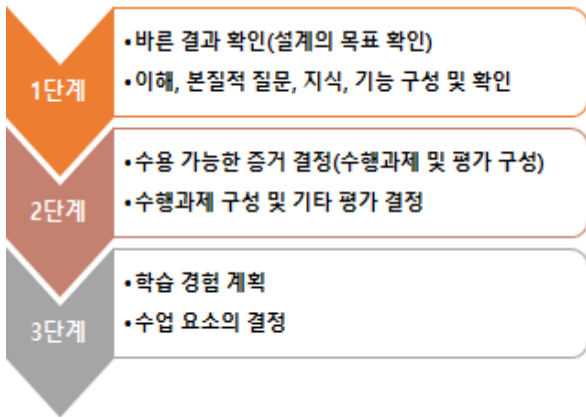 1단계
•바른 결과 확인(설계의 목표 확인)
•이해, 본질적 질문, 지식, 기능 구성 및 확인
2단계
•수용 가능한 증거 결정(수행과제 및 평가 구성)
•수행과제 구성 및 기타 평가 결정
3단계
•학습 경험 계획
•수업 요소의 결정